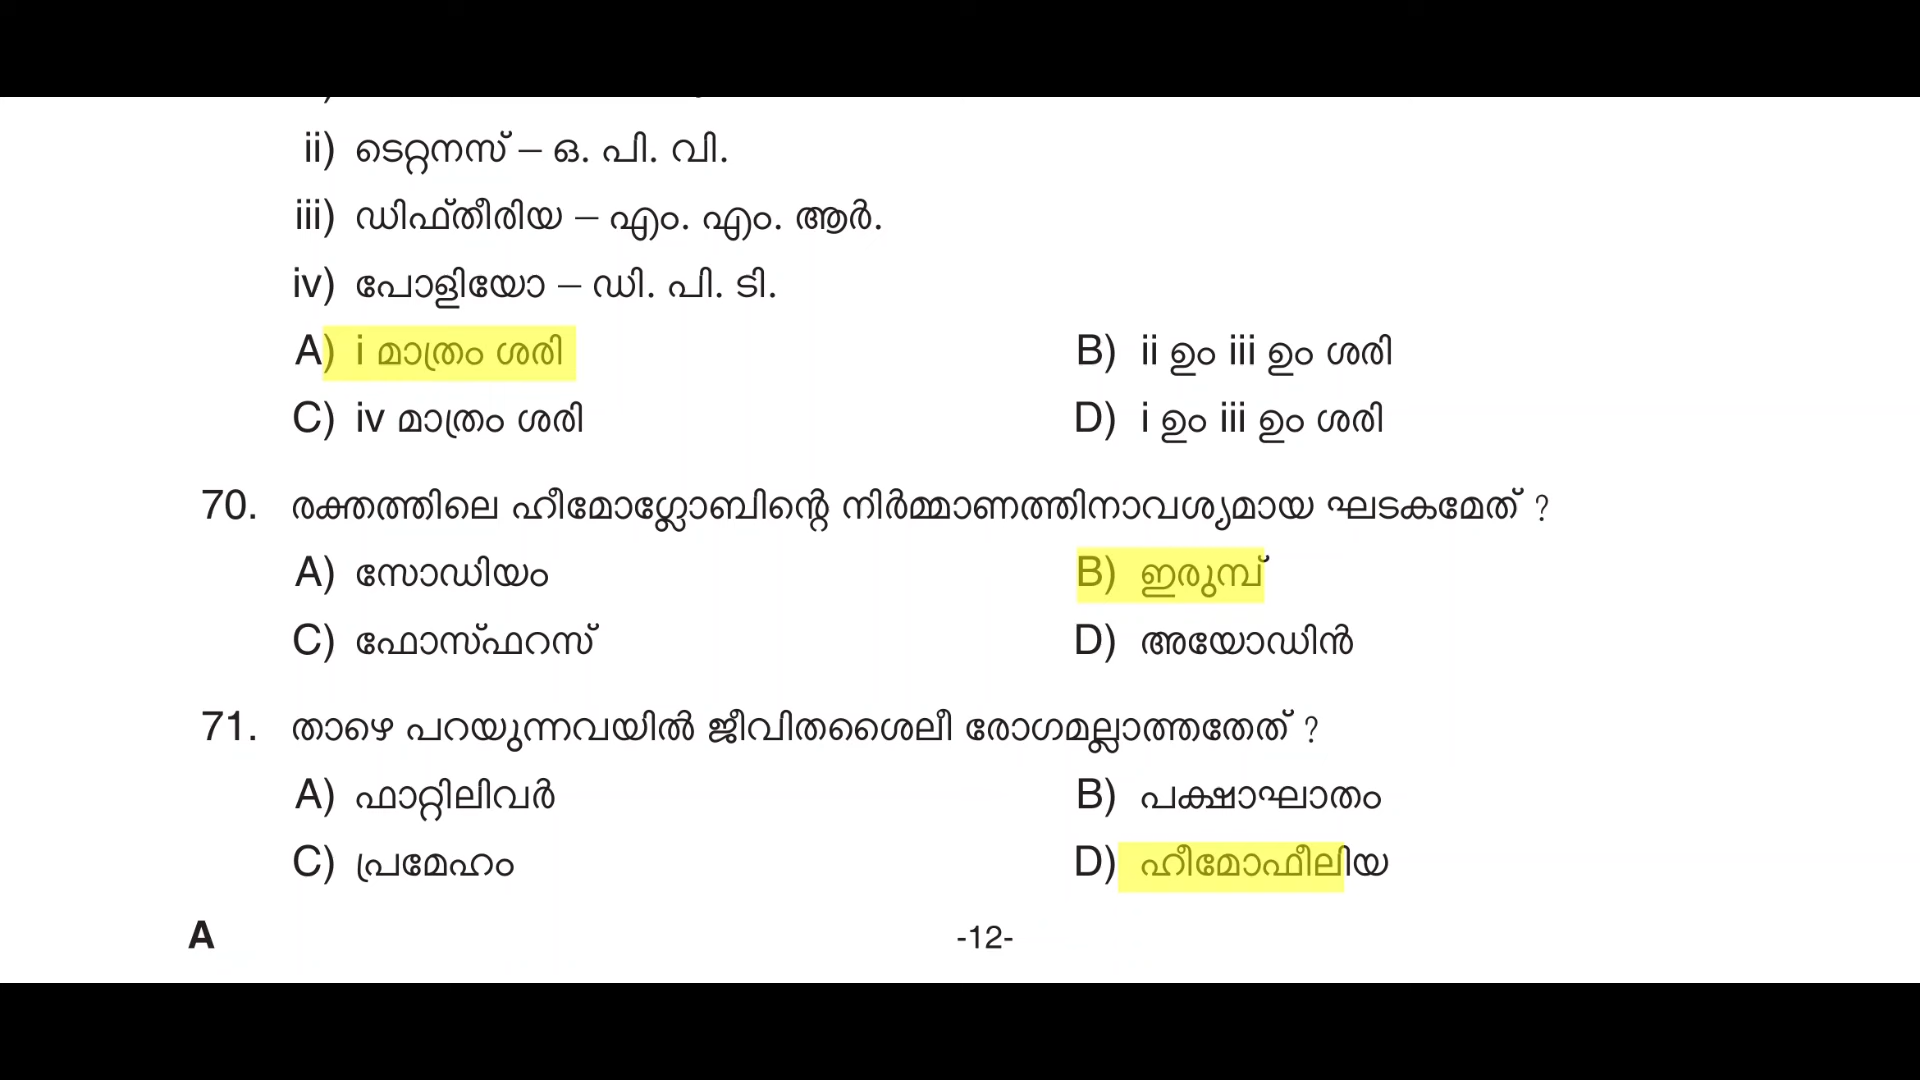 ii) ടെറ്റനസ് – ഒ. പി. വി.
iii) ഡിഫ്തീരിയ – എം. എം. ആർ.
iv) പോളിയോ – ഡി. പി. ടി.
A) i മാത്രം ശരി B) ii ഉം iii ഉം ശരി
C) iv മാത്രം ശരി D) i ഉം iii ഉം ശരി
70. രക്തത്തിലെ ഹീമോഗ്ലോബിന്റെ നിർമ്മാണത്തിനാവശ്യമായ ഘടകമേത് ?
A) സോഡിയം B) ഇരുമ്പ്
C) ഫോസ്ഫറസ് D) അയോഡിൻ
71. താഴെ പറയുന്നവയിൽ ജീവിതശൈലീ രോഗമല്ലാത്തതേത് ?
A) ഫാറ്റിലിവർ B) പക്ഷാഘാതം
C) പ്രമേഹം D) ഹീമോഫീലിയ
A -12-